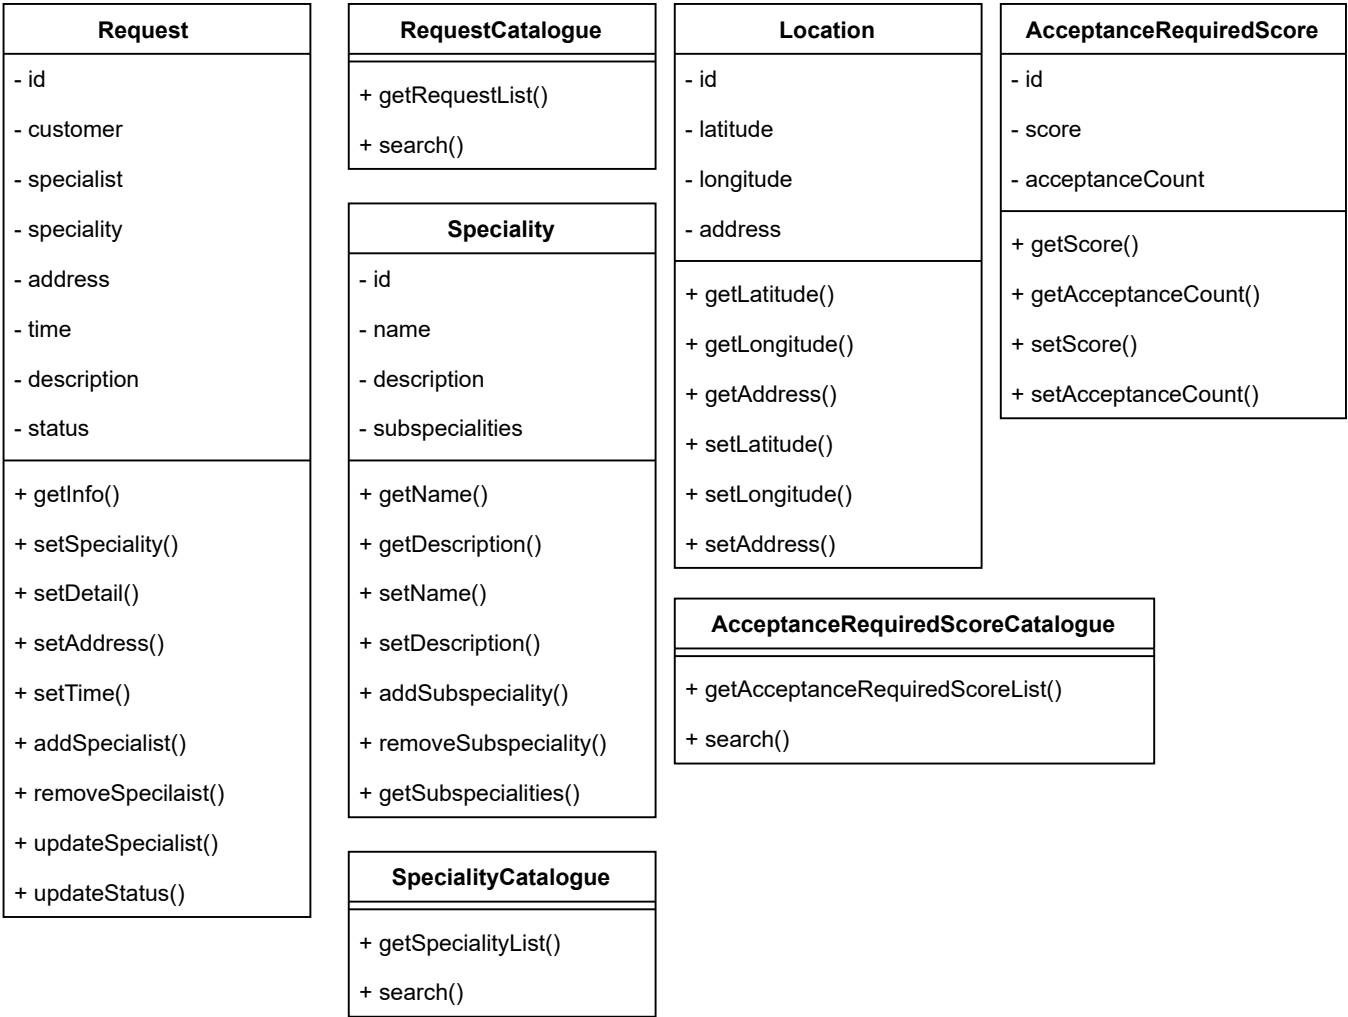 Request
- id
- customer
- specialist
- speciality
- address
- time
- description
- status
+ getInfo()
+ setSpeciality()
+ setDetail()
+ setAddress()
+ setTime()
+ addSpecialist()
+ removeSpecilaist()
+ updateSpecialist()
+ updateStatus()
RequestCatalogue
+ getRequestList()
+ search()
Speciality
- id
- name
- description
- subspecialities
+ getName()
+ getDescription()
+ setName()
+ setDescription()
+ addSubspeciality()
+ removeSubspeciality()
+ getSubspecialities()
SpecialityCatalogue
+ getSpecialityList()
+ search()
Location
- id
- latitude
- longitude
- address
+ getLatitude()
+ getLongitude()
+ getAddress()
+ setLatitude()
+ setLongitude()
+ setAddress()
AcceptanceRequiredScore
- id
- score
- acceptanceCount
+ getScore()
+ getAcceptanceCount()
+ setScore()
+ setAcceptanceCount()
AcceptanceRequiredScoreCatalogue
+ getAcceptanceRequiredScoreList()
+ search()